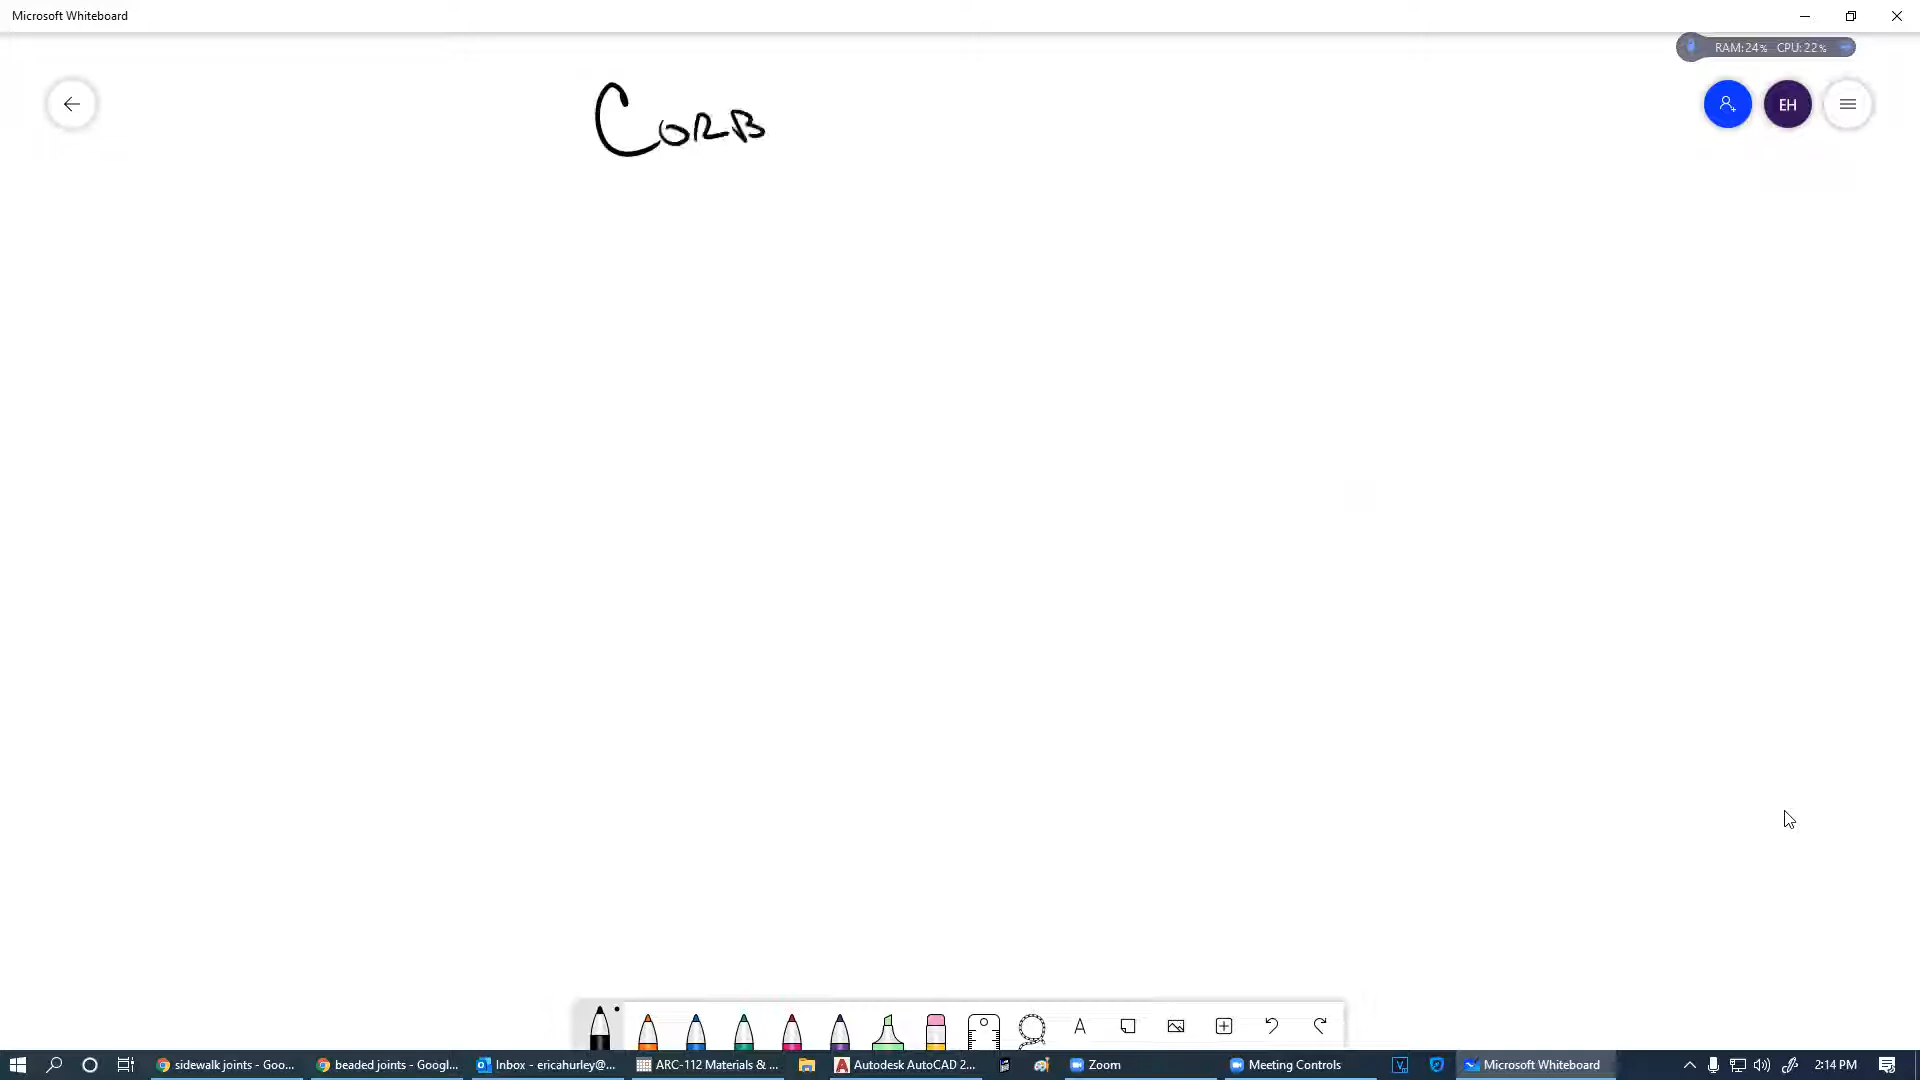 Microsoft Whiteboard
RAM:24% CPU:22%
EH
CORB
A
sidewalk joints - Goo...
beaded joints - Googl...
Inbox - ericahurley@...
ARC-112 Materials & ...
Autodesk AutoCAD 2...
Zoom
Meeting Controls
Microsoft Whiteboard
2:14 PM